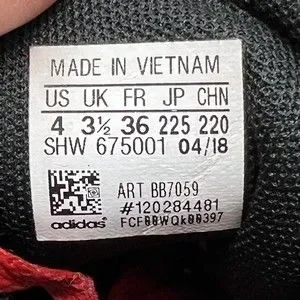 MADE IN VIETNAM
US UK FR JP CHN
4 3½ 36 225 220
SHW 675001 04/18
ART BB7059
#120284481
adidas®